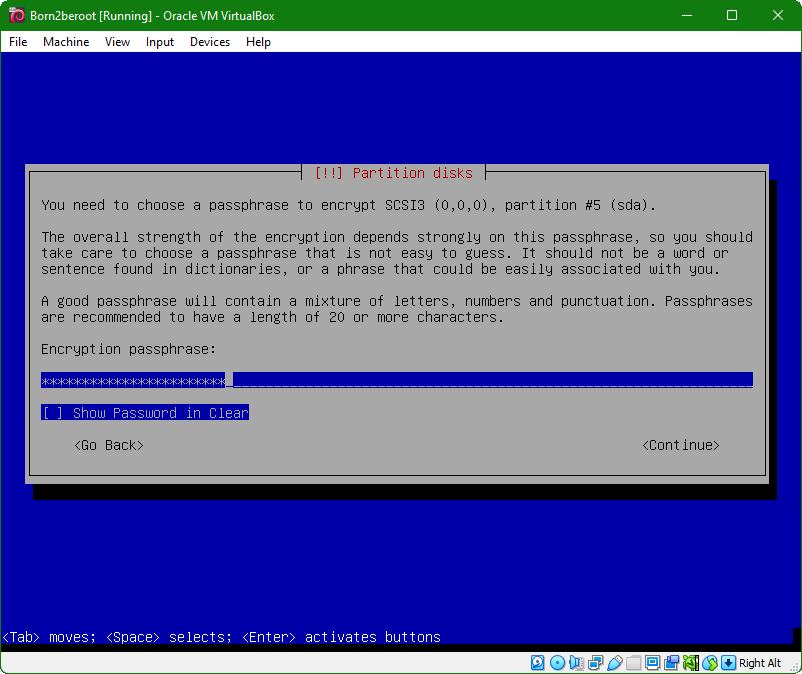 Born2beroot [Running] - Oracle VM VirtualBox
File Machine View Input Devices Help
[!!] Partition disks
You need to choose a passphrase to encrypt SCSI3 (0,0,0), partition #5 (sda).
The overall strength of the encryption depends strongly on this passphrase, so you should
take care to choose a passphrase that is not easy to guess. It should not be a word or
sentence found in dictionaries, or a phrase that could be easily associated with you.
A good passphrase will contain a mixture of letters, numbers and punctuation. Passphrases
are recommended to have a length of 20 or more characters.
Encryption passphrase:
***********************
[ ] Show Password in Clear
<Go Back> <Continue>
<Tab> moves; <Space> selects; <Enter> activates buttons
Right Alt